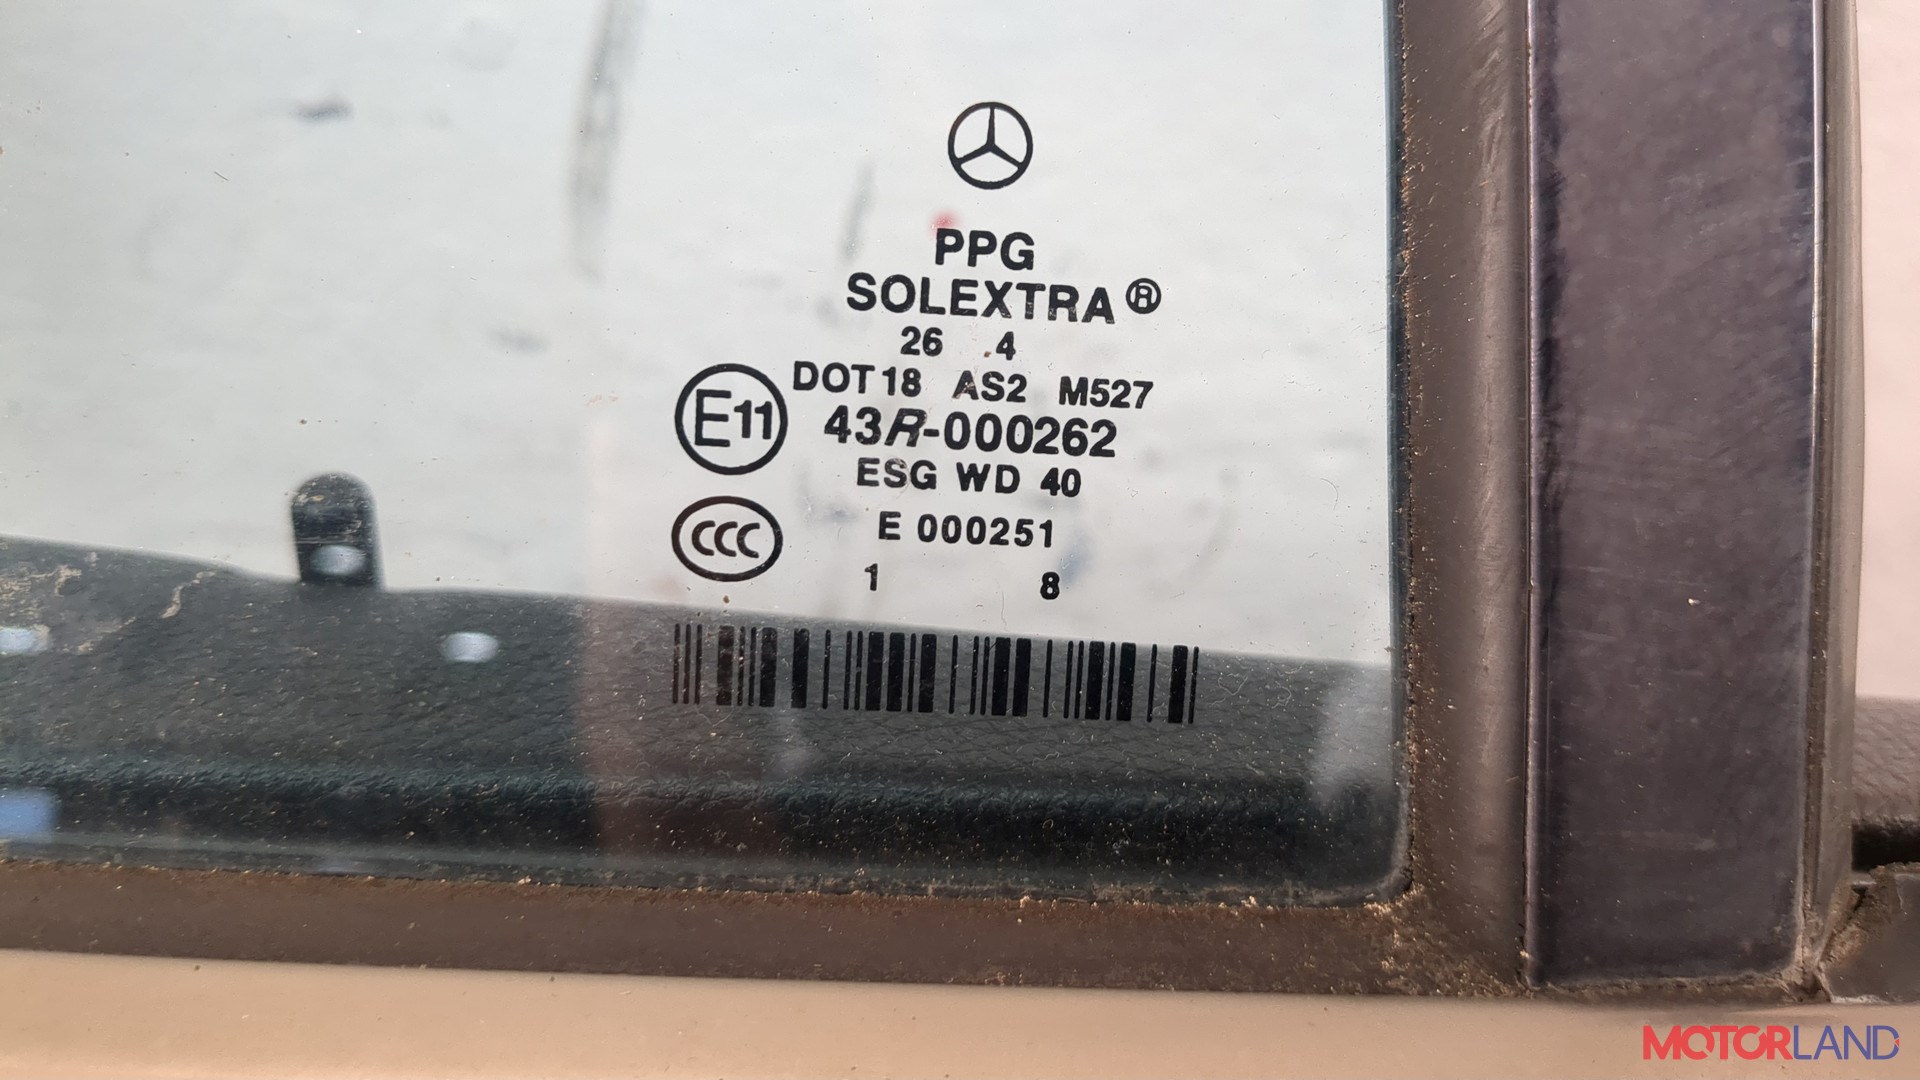 PPG
SOLEXTRA®
26 .4
DOT18 AS2 M527
E11 43R-000262
ESG WD 40
CCC E 000251
1 8
MOTORLAND